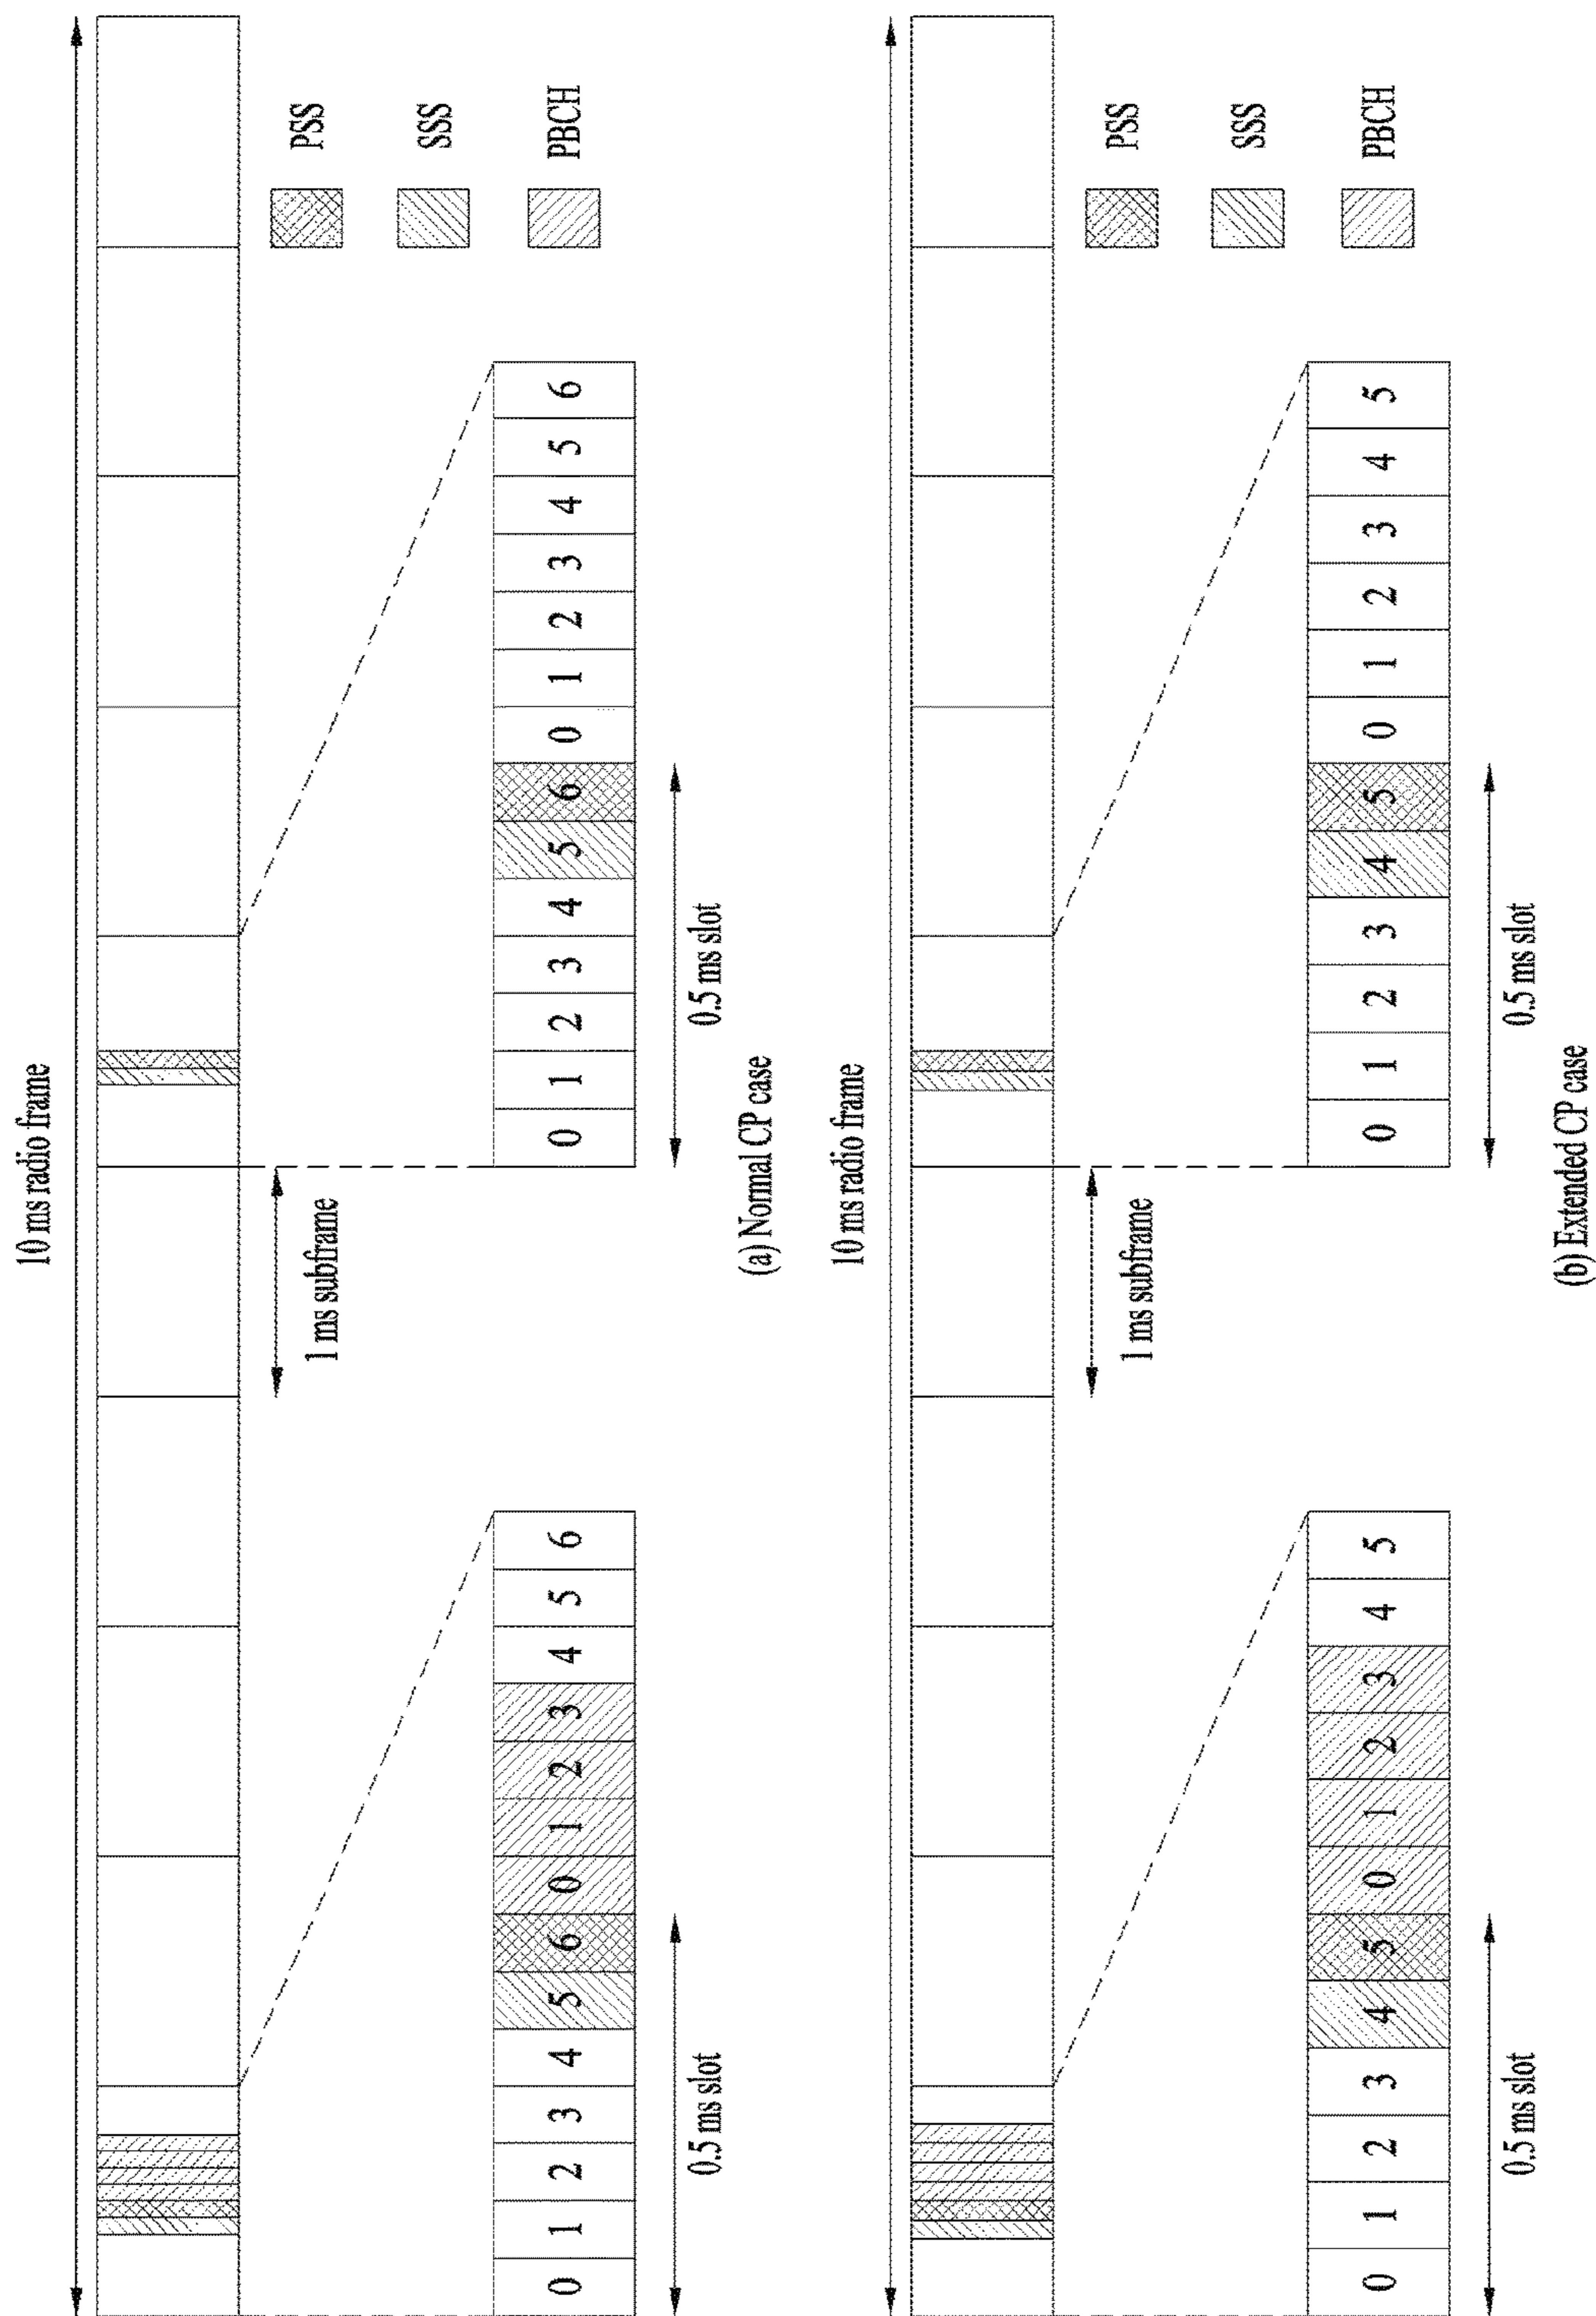 10 ms radio frame
PSS
SSS
PBCH
1 ms subframe
0 1 2 3 4 5 6 0 1 2 3 4 5 6
0 1 2 3 4 5 6 0 1 2 3 4 5 6
0.5 ms slot
0.5 ms slot
(a) Normal CP case
10 ms radio frame
PSS
SSS
PBCH
1 ms subframe
0 1 2 3 4 5 0 1 2 3 4 5
0 1 2 3 4 5 0 1 2 3 4 5
0.5 ms slot
0.5 ms slot
(b) Extended CP case